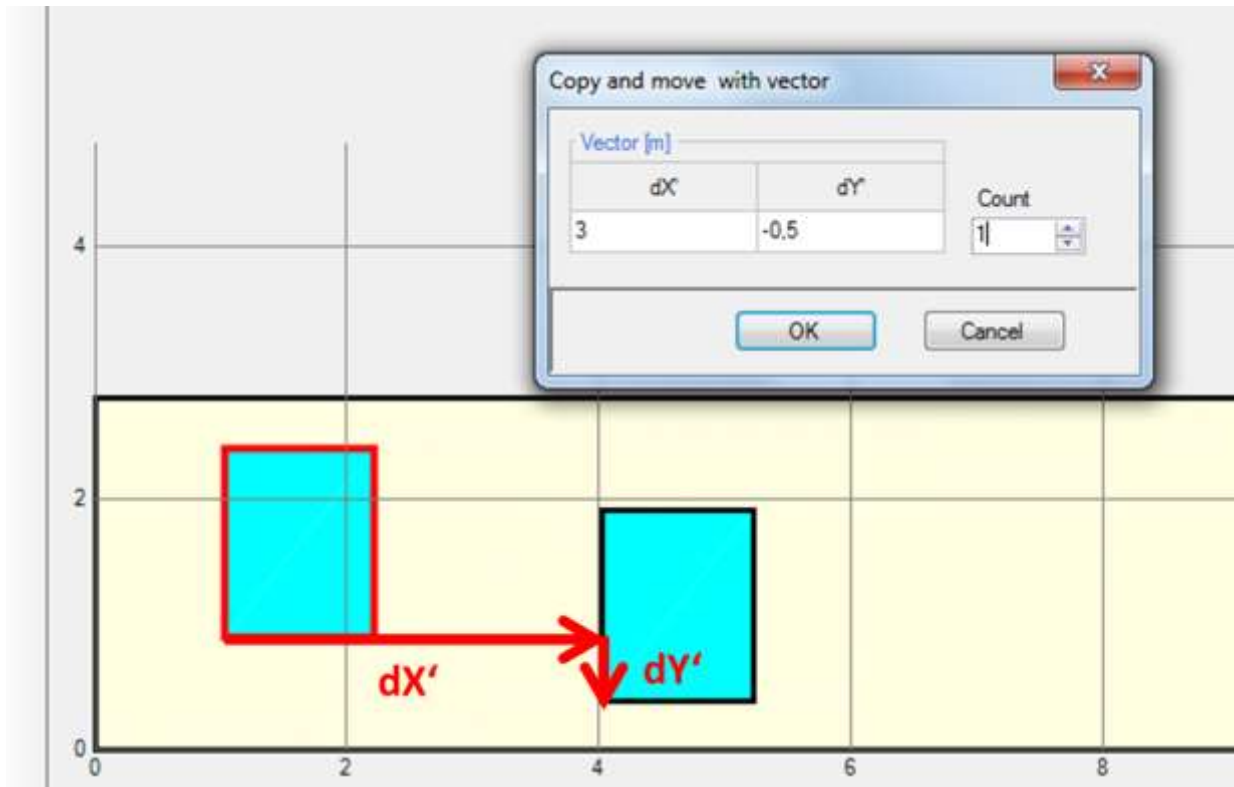 Copy and move with vector
Vector [m]
dX' dY' Count
3 -0,5 1
OK Cancel
4
2
dX‘ dY‘
0
0 2 4 6 8